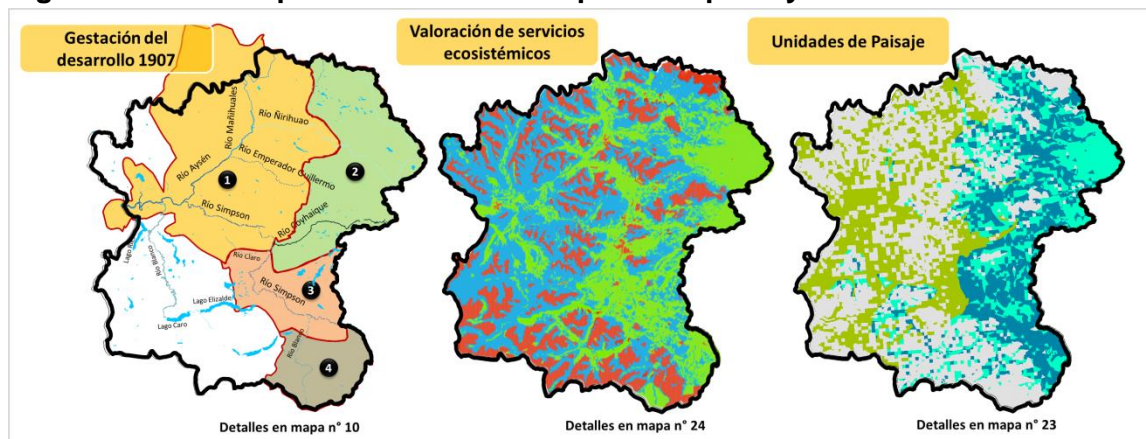 Gestación del
desarrollo 1907
Valoración de servicios
ecosistémicos
Unidades de Paisaje
Río Mañihuales
Río Ñirihuao
Río Emperador Guillermo
Río Aysén
1
2
Río Simpson
Río Coyhaique
Río Claro
Río Blanco
3
Río Simpson
Lago Elizalde
Lago Caro
Río Blanco
4
Detalles en mapa n° 10
Detalles en mapa n° 24
Detalles en mapa n° 23